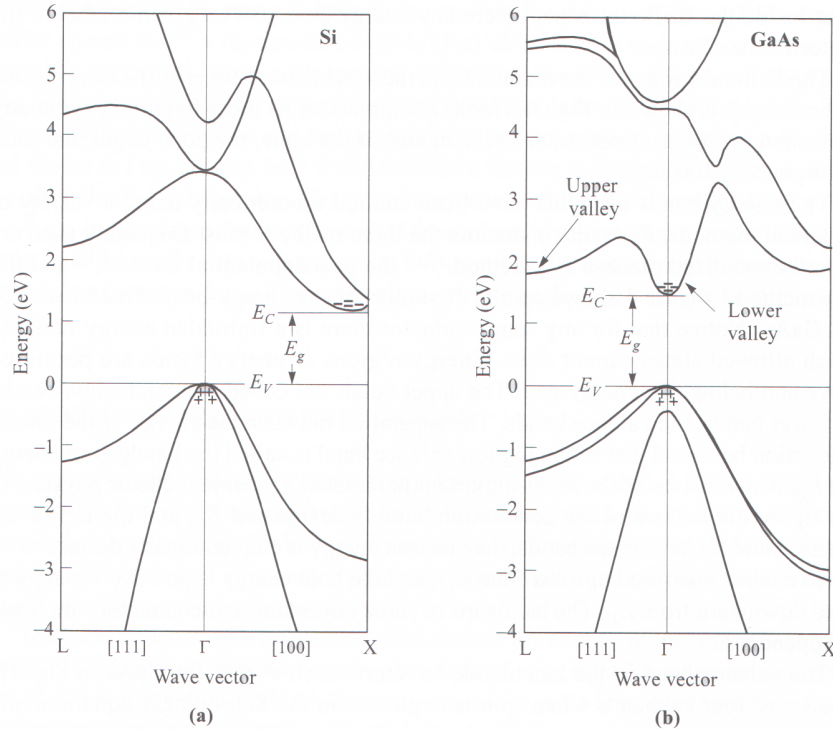 6
5
4
3
2
1
0
−1
−2
−3
−4
Energy (eV)
Si
E_C
E_g
E_V
L
[111]
Γ
[100]
X
Wave vector
(a)
6
5
4
3
2
1
0
−1
−2
−3
−4
Energy (eV)
GaAs
Upper
valley
Lower
valley
E_C
E_g
E_V
L
[111]
Γ
[100]
X
Wave vector
(b)